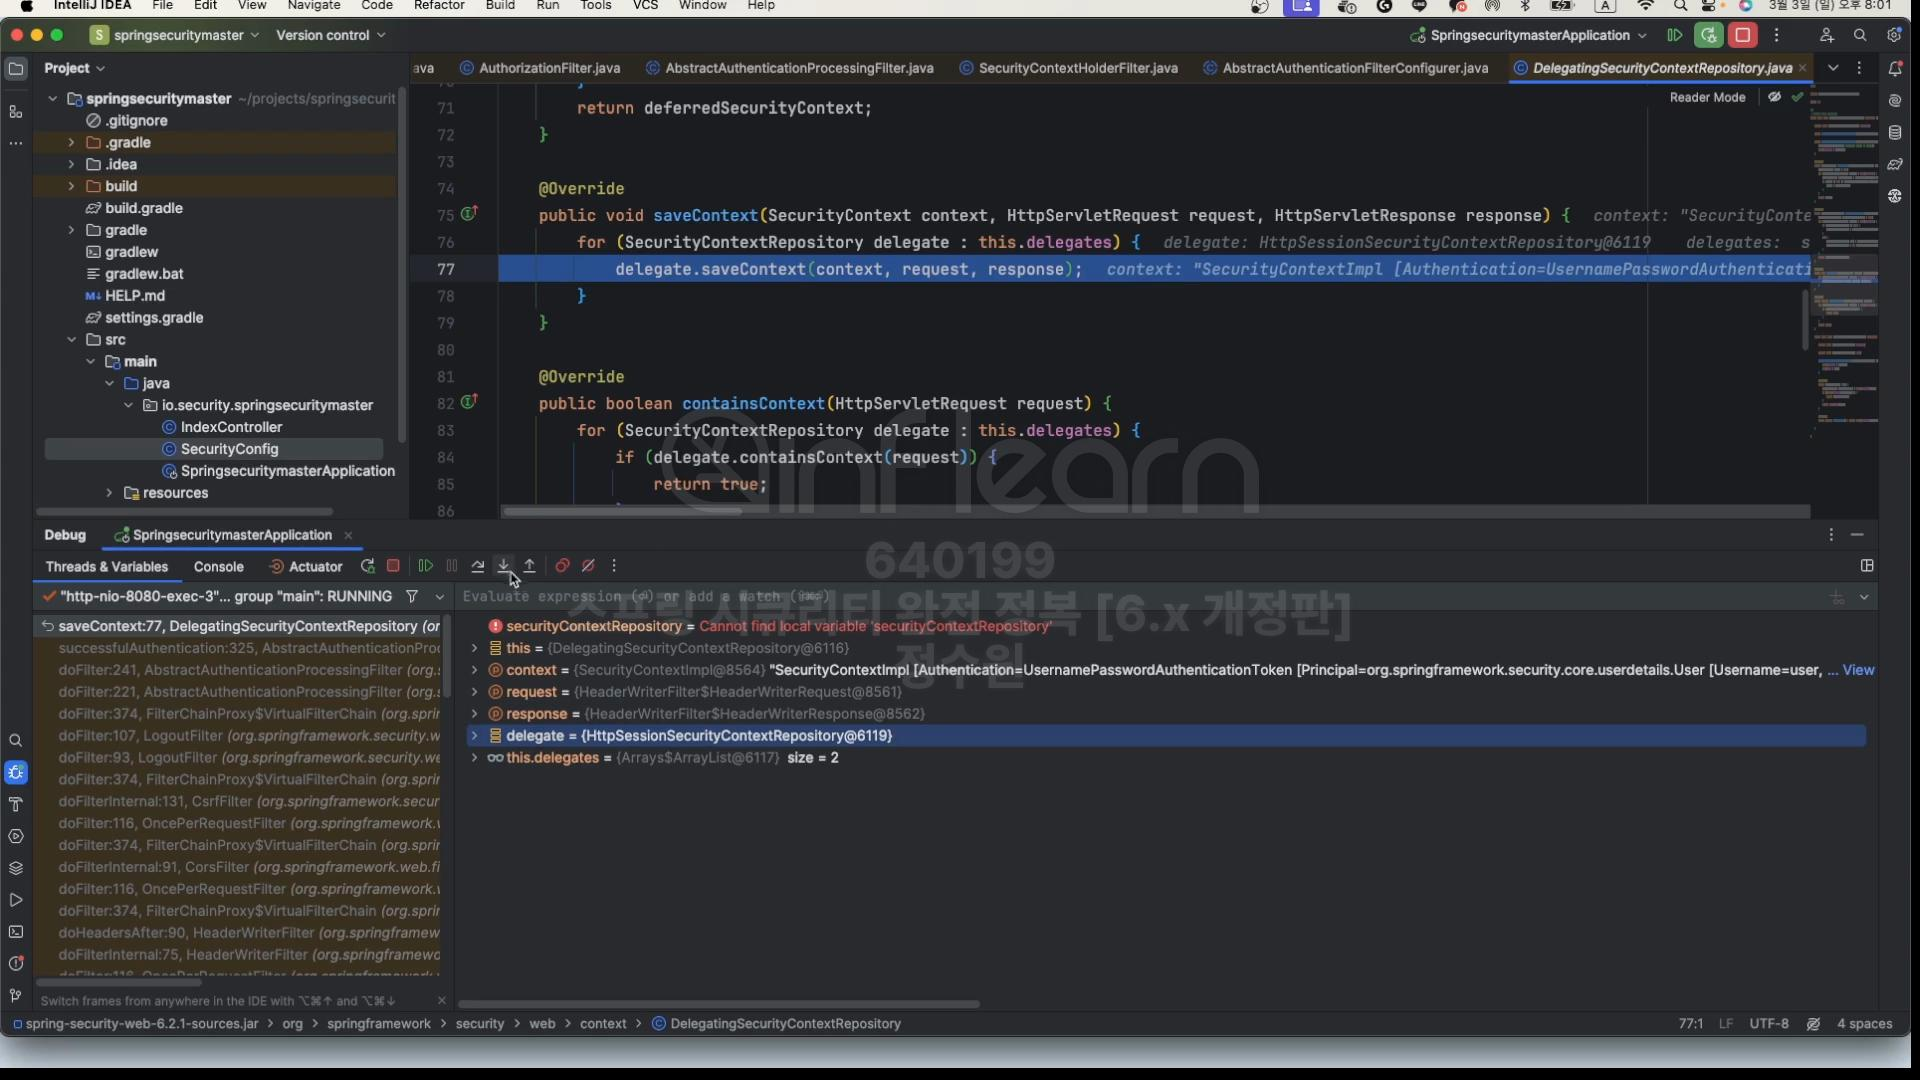 IntelliJ IDEA File Edit View Navigate Code Refactor Build Run Tools VCS Window Help 3월 3일 (일) 오후 8:01
S springsecuritymaster Version control SpringsecuritymasterApplication
Project
ava AuthorizationFilter.java AbstractAuthenticationProcessingFilter.java SecurityContextHolderFilter.java AbstractAuthenticationFilterConfigurer.java DelegatingSecurityContextRepository.java
Reader Mode
springsecuritymaster ~/projects/springsecurit
.gitignore
.gradle
.idea
build
build.gradle
gradle
gradlew
gradlew.bat
M↓ HELP.md
settings.gradle
src
main
java
io.security.springsecuritymaster
IndexController
SecurityConfig
SpringsecuritymasterApplication
resources
71 return deferredSecurityContext;
72 }
73
74 @Override
75 public void saveContext(SecurityContext context, HttpServletRequest request, HttpServletResponse response) { context: "SecurityConte
76 for (SecurityContextRepository delegate : this.delegates) { delegate: HttpSessionSecurityContextRepository@6119 delegates: s
77 delegate.saveContext(context, request, response); context: "SecurityContextImpl [Authentication=UsernamePasswordAuthenticati
78 }
79 }
80
81 @Override
82 public boolean containsContext(HttpServletRequest request) {
83 for (SecurityContextRepository delegate : this.delegates) {
84 if (delegate.containsContext(request)) {
85 return true;
86
inflearn
640199
스프링 시큐리티 완전 정복 [6.x 개정판]
정수원
Debug SpringsecuritymasterApplication
Threads & Variables Console Actuator
"http-nio-8080-exec-3"... group "main": RUNNING
Evaluate expression (⏎) or add a watch (⇧⌘⏎)
saveContext:77, DelegatingSecurityContextRepository (or
successfulAuthentication:325, AbstractAuthenticationProc
doFilter:241, AbstractAuthenticationProcessingFilter (org.s
doFilter:221, AbstractAuthenticationProcessingFilter (org.s
doFilter:374, FilterChainProxy$VirtualFilterChain (org.sprin
doFilter:107, LogoutFilter (org.springframework.security.w
doFilter:93, LogoutFilter (org.springframework.security.we
doFilter:374, FilterChainProxy$VirtualFilterChain (org.sprin
doFilterInternal:131, CsrfFilter (org.springframework.secur
doFilter:116, OncePerRequestFilter (org.springframework.w
doFilter:374, FilterChainProxy$VirtualFilterChain (org.sprin
doFilterInternal:91, CorsFilter (org.springframework.web.fi
doFilter:116, OncePerRequestFilter (org.springframework.w
doFilter:374, FilterChainProxy$VirtualFilterChain (org.sprin
doHeadersAfter:90, HeaderWriterFilter (org.springframewo
doFilterInternal:75, HeaderWriterFilter (org.springframewo
doFilter:116, OncePerRequestFilter (org.springframework.w
securityContextRepository = Cannot find local variable 'securityContextRepository'
this = {DelegatingSecurityContextRepository@6116}
context = {SecurityContextImpl@8564} "SecurityContextImpl [Authentication=UsernamePasswordAuthenticationToken [Principal=org.springframework.security.core.userdetails.User [Username=user, ... View
request = {HeaderWriterFilter$HeaderWriterRequest@8561}
response = {HeaderWriterFilter$HeaderWriterResponse@8562}
delegate = {HttpSessionSecurityContextRepository@6119}
this.delegates = {Arrays$ArrayList@6117} size = 2
Switch frames from anywhere in the IDE with ⌥⌘↑ and ⌥⌘↓
spring-security-web-6.2.1-sources.jar > org > springframework > security > web > context > DelegatingSecurityContextRepository 77:1 LF UTF-8 4 spaces